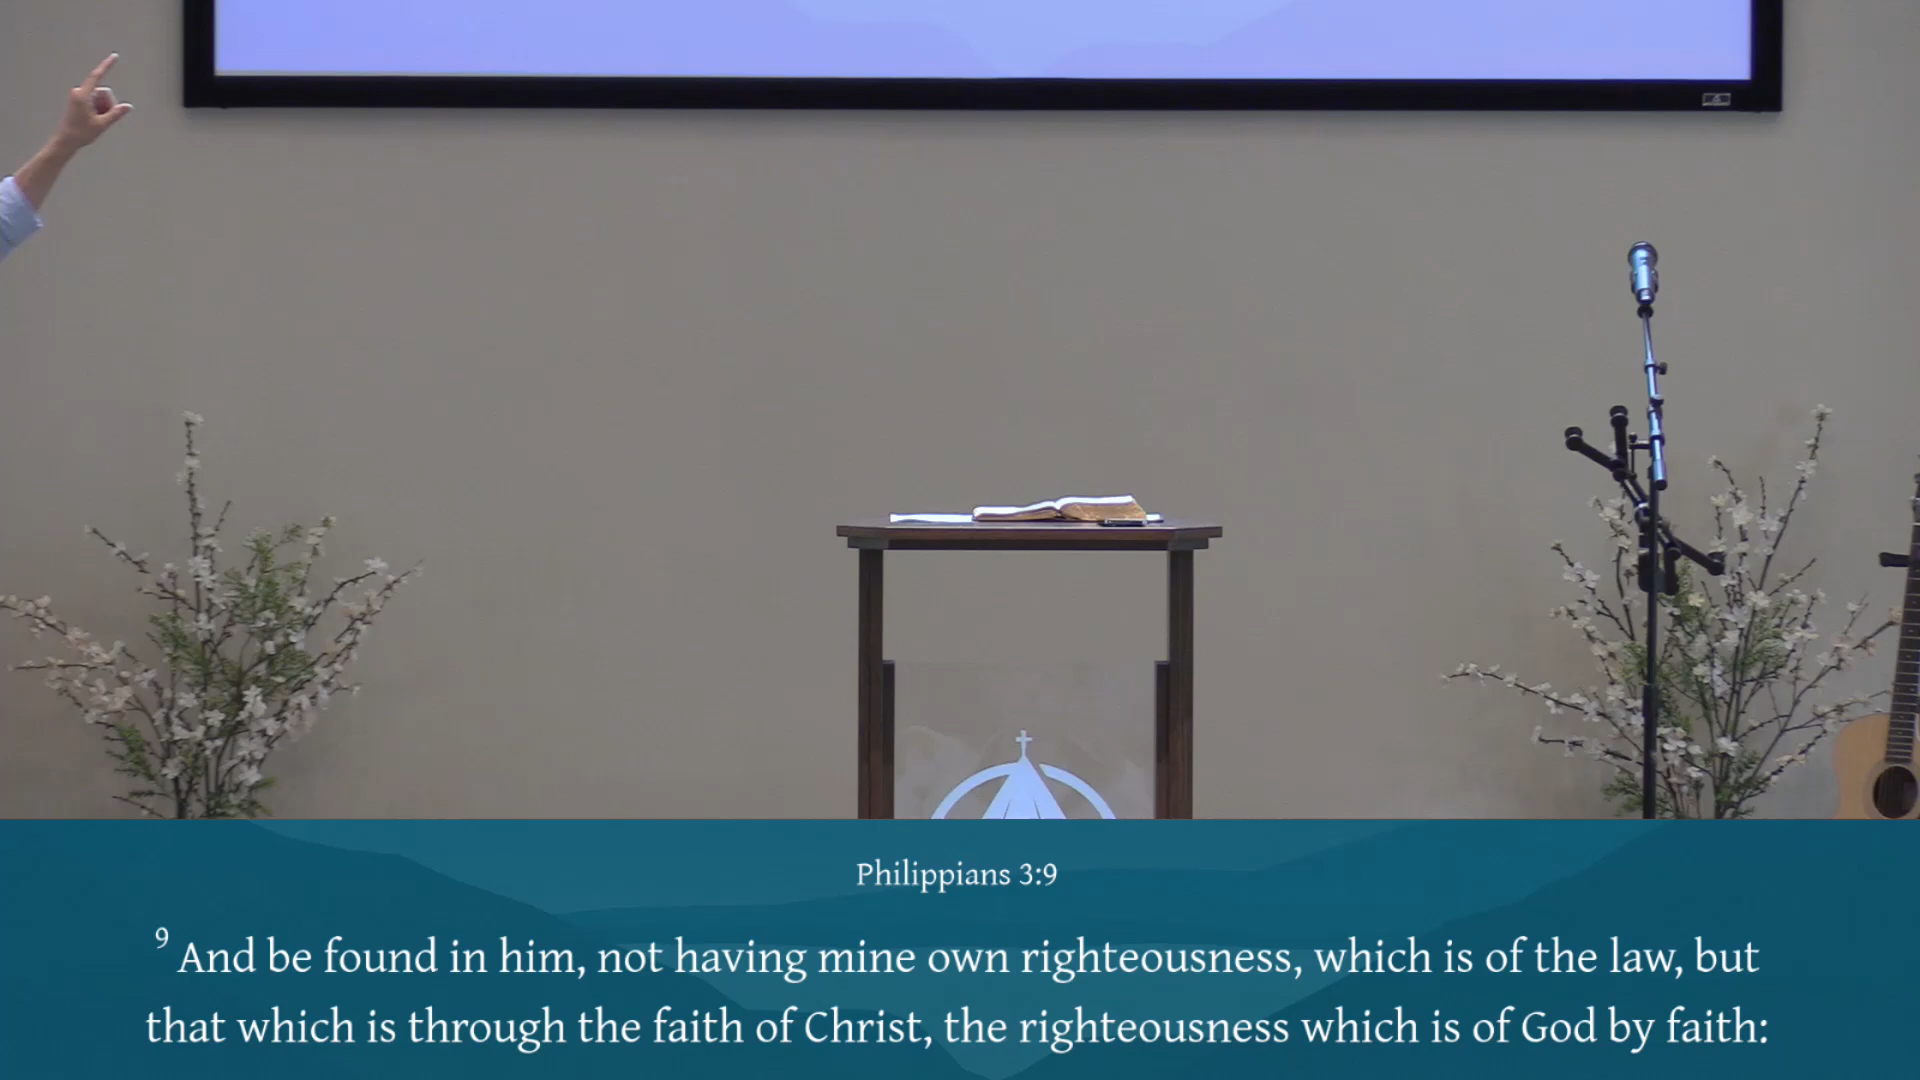 Philippians 3:9
9 And be found in him, not having mine own righteousness, which is of the law, but
that which is through the faith of Christ, the righteousness which is of God by faith: